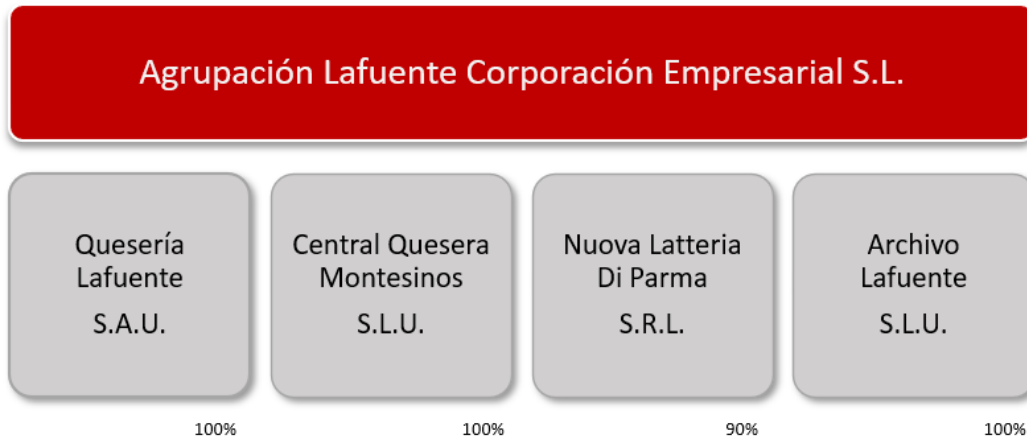 Agrupación Lafuente Corporación Empresarial S.L.
Quesería
Lafuente
S.A.U.
Central Quesera
Montesinos
S.L.U.
Nuova Latteria
Di Parma
S.R.L.
Archivo
Lafuente
S.L.U.
100%
100%
90%
100%